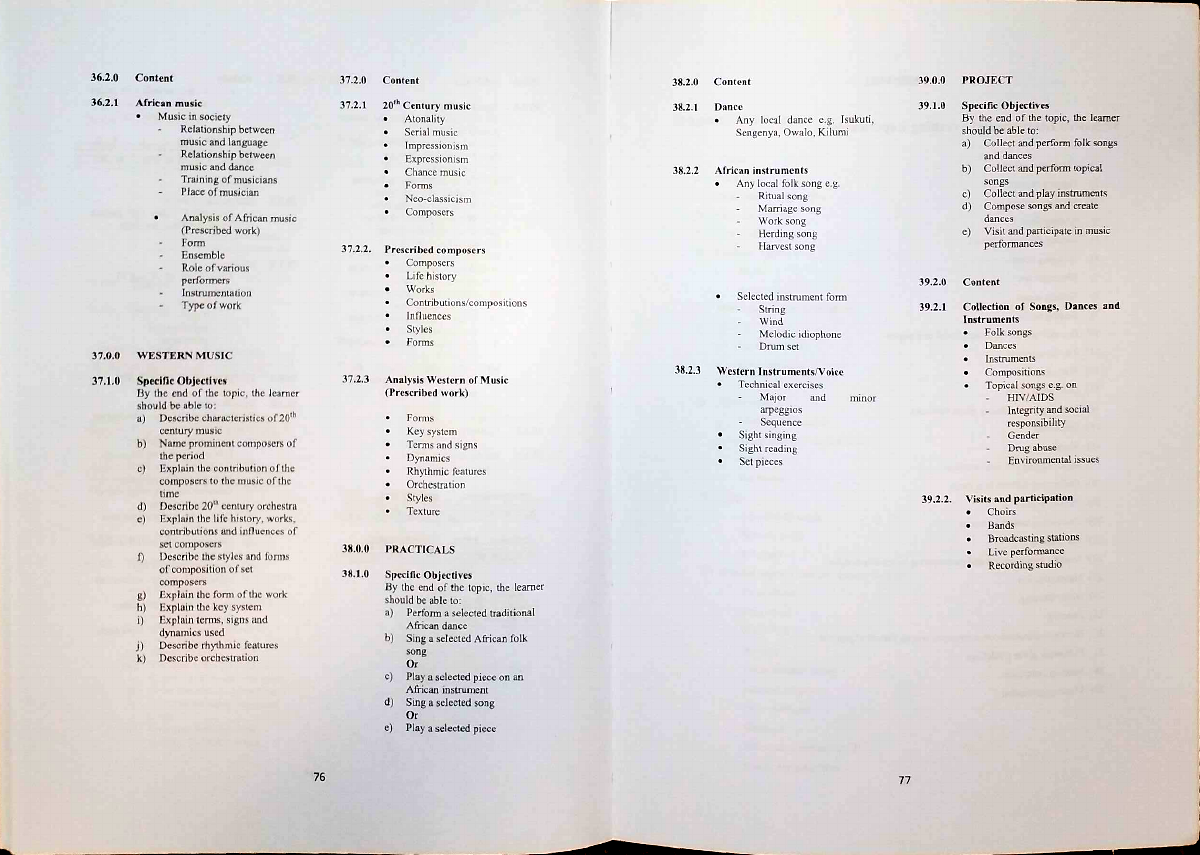 36.2.0 Content
36.2.1 African music
• Music in society
- Relationship between
music and language
- Relationship between
music and dance
- Training of musicians
- Place of musician
• Analysis of African music
(Prescribed work)
- Form
- Ensemble
- Role of various
performers
- Instrumentation
- Type of work
37.0.0 WESTERN MUSIC
37.1.0 Specific Objectives
By the end of the topic, the learner
should be able to:
a) Describe characteristics of 20th
century music
b) Name prominent composers of
the period
c) Explain the contribution of the
composers to the music of the
time
d) Describe 20th century orchestra
e) Explain the life history, works,
contributions and influences of
set composers
f) Describe the styles and forms
of composition of set
composers
g) Explain the form of the work
h) Explain the key system
i) Explain terms, signs and
dynamics used
j) Describe rhythmic features
k) Describe orchestration
37.2.0 Content
37.2.1 20th Century music
• Atonality
• Serial music
• Impressionism
• Expressionism
• Chance music
• Forms
• Neo-classicism
• Composers
37.2.2. Prescribed composers
• Composers
• Life history
• Works
• Contributions/compositions
• Influences
• Styles
• Forms
37.2.3 Analysis Western of Music
(Prescribed work)
• Forms
• Key system
• Terms and signs
• Dynamics
• Rhythmic features
• Orchestration
• Styles
• Texture
38.0.0 PRACTICALS
38.1.0 Specific Objectives
By the end of the topic, the learner
should be able to:
a) Perform a selected traditional
African dance
b) Sing a selected African folk
song
Or
c) Play a selected piece on an
African instrument
d) Sing a selected song
Or
e) Play a selected piece
76
38.2.0 Content
38.2.1 Dance
• Any local dance e.g. Isukuti,
Sengenya, Owalo, Kilumi
38.2.2 African instruments
• Any local folk song e.g.
- Ritual song
- Marriage song
- Work song
- Herding song
- Harvest song
• Selected instrument form
- String
- Wind
- Melodic idiophone
- Drum set
38.2.3 Western Instruments/Voice
• Technical exercises
- Major and minor
arpeggios
- Sequence
• Sight singing
• Sight reading
• Set pieces
39.0.0 PROJECT
39.1.0 Specific Objectives
By the end of the topic, the learner
should be able to:
a) Collect and perform folk songs
and dances
b) Collect and perform topical
songs
c) Collect and play instruments
d) Compose songs and create
dances
e) Visit and participate in music
performances
39.2.0 Content
39.2.1 Collection of Songs, Dances and
Instruments
• Folk songs
• Dances
• Instruments
• Compositions
• Topical songs e.g. on
- HIV/AIDS
- Integrity and social
responsibility
- Gender
- Drug abuse
- Environmental issues
39.2.2. Visits and participation
• Choirs
• Bands
• Broadcasting stations
• Live performance
• Recording studio
77